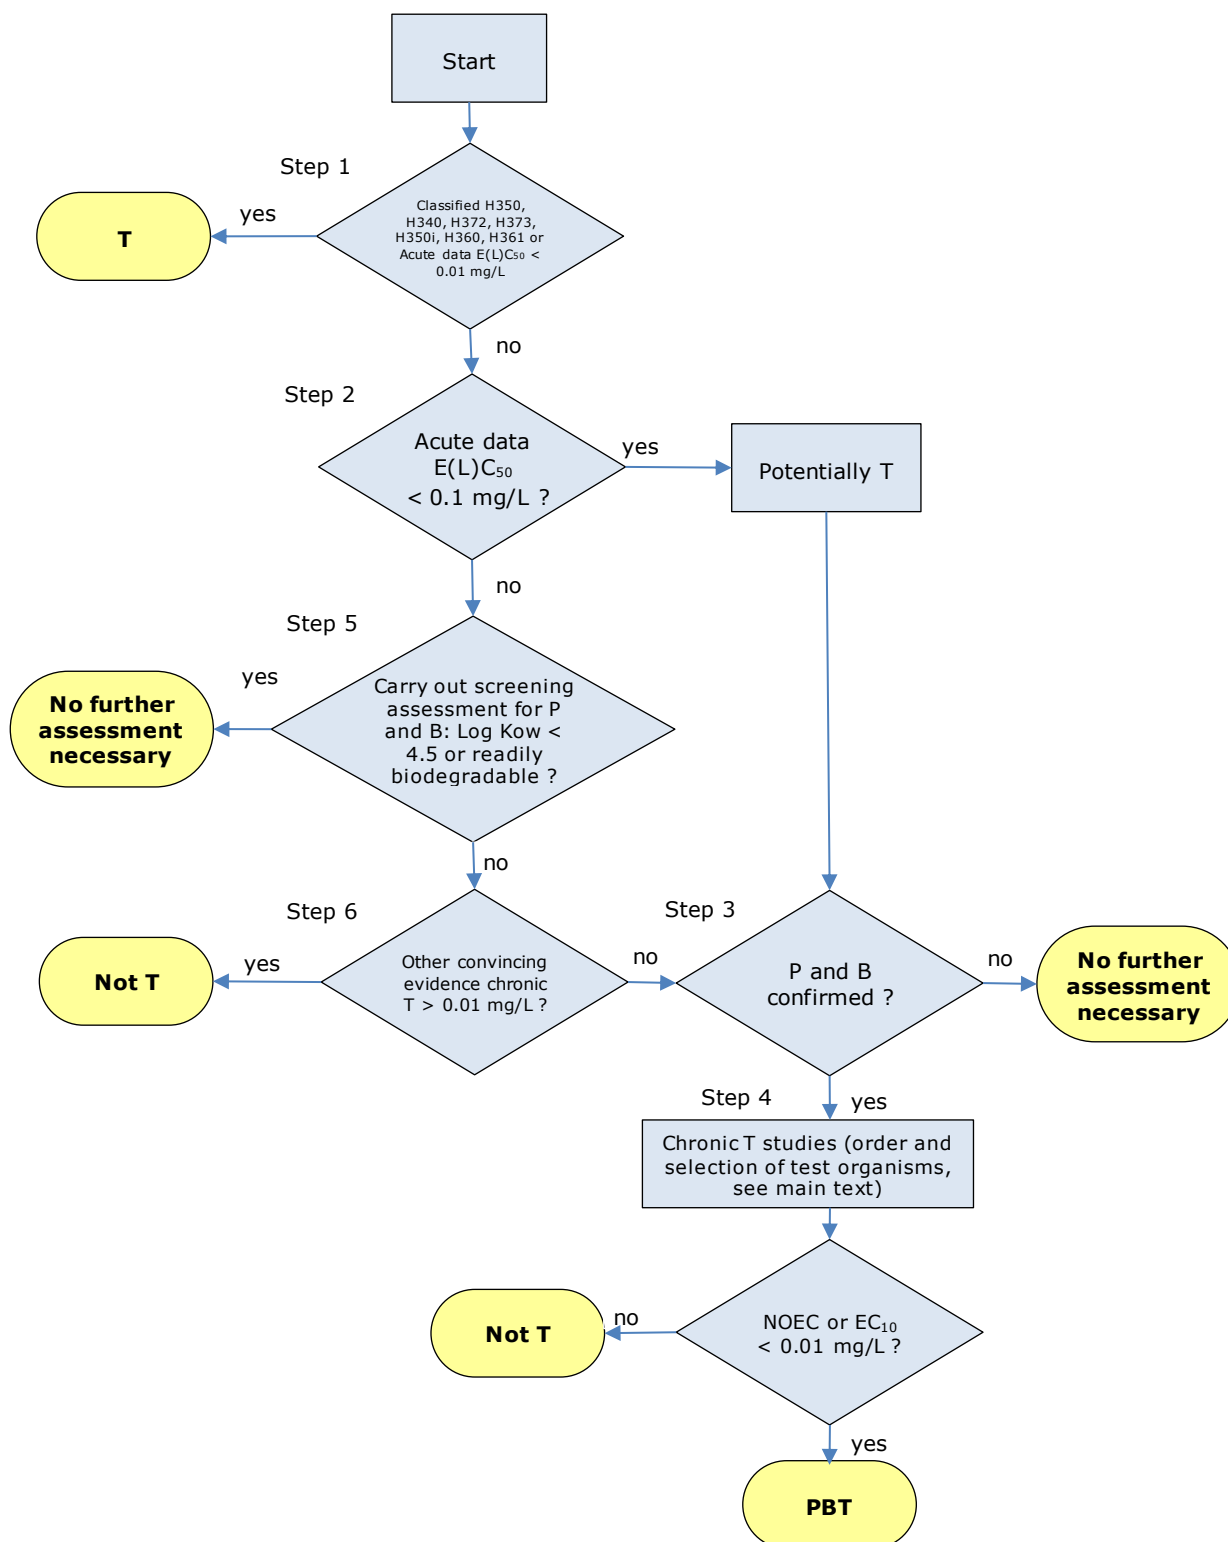 Start
Step 1
Classified H350,
H340, H372, H373,
H350i, H360, H361 or
Acute data E(L)C₅₀ <
0.01 mg/L
yes
T
no
Step 2
Acute data
E(L)C₅₀
< 0.1 mg/L ?
yes
Potentially T
no
Step 5
Carry out screening
assessment for P
and B: Log Kow <
4.5 or readily
biodegradable ?
yes
No further
assessment
necessary
no
Step 6
Other convincing
evidence chronic
T > 0.01 mg/L ?
yes
Not T
no
Step 3
P and B
confirmed ?
no
No further
assessment
necessary
Step 4
yes
Chronic T studies (order and
selection of test organisms,
see main text)
NOEC or EC₁₀
< 0.01 mg/L ?
no
Not T
yes
PBT